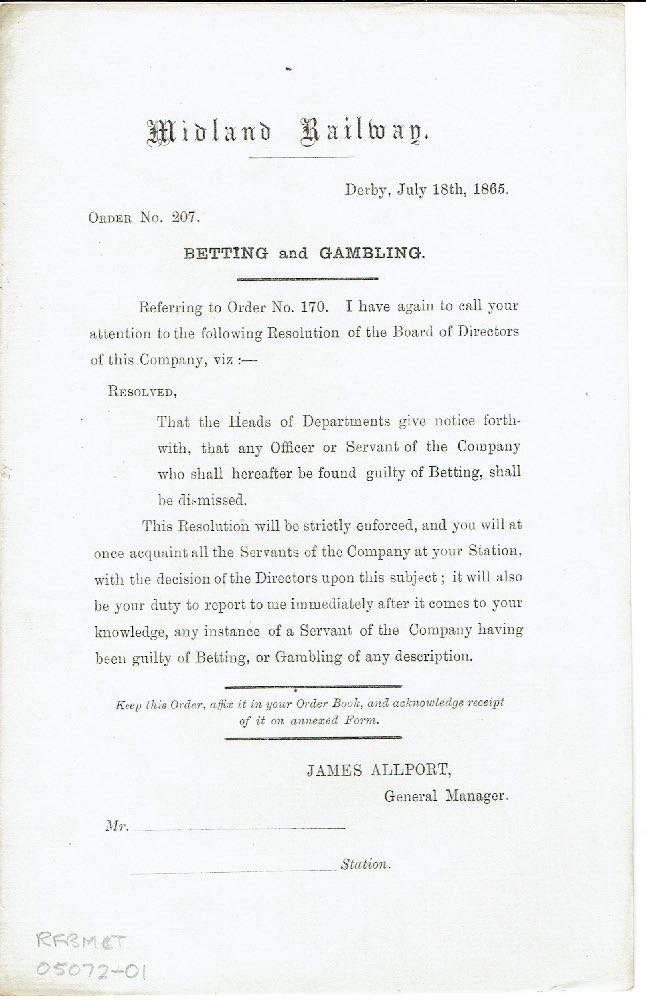 Midland Railway.
Derby, July 18th, 1865.
ORDER No. 207.
BETTING and GAMBLING.
Referring to Order No. 170. I have again to call your
attention to the following Resolution of the Board of Directors
of this Company, viz :—
RESOLVED,
That the Heads of Departments give notice forth-
with, that any Officer or Servant of the Company
who shall hereafter be found guilty of Betting, shall
be dismissed.
This Resolution will be strictly enforced, and you will at
once acquaint all the Servants of the Company at your Station,
with the decision of the Directors upon this subject ; it will also
be your duty to report to me immediately after it comes to your
knowledge, any instance of a Servant of the Company having
been guilty of Betting, or Gambling of any description.
Keep this Order, affix it in your Order Book, and acknowledge receipt
of it on annexed Form.
JAMES ALLPORT,
General Manager.
Mr.
Station.
RFBMCT
05072-01